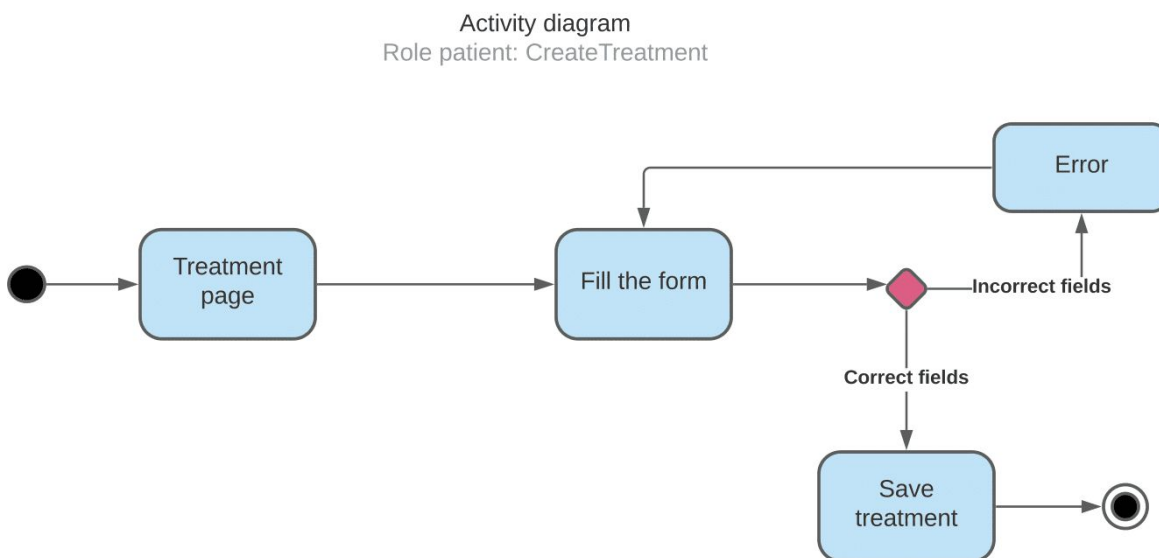 Activity diagram
Role patient: CreateTreatment
Error
Treatment
page
Fill the form
Incorrect fields
Correct fields
Save
treatment